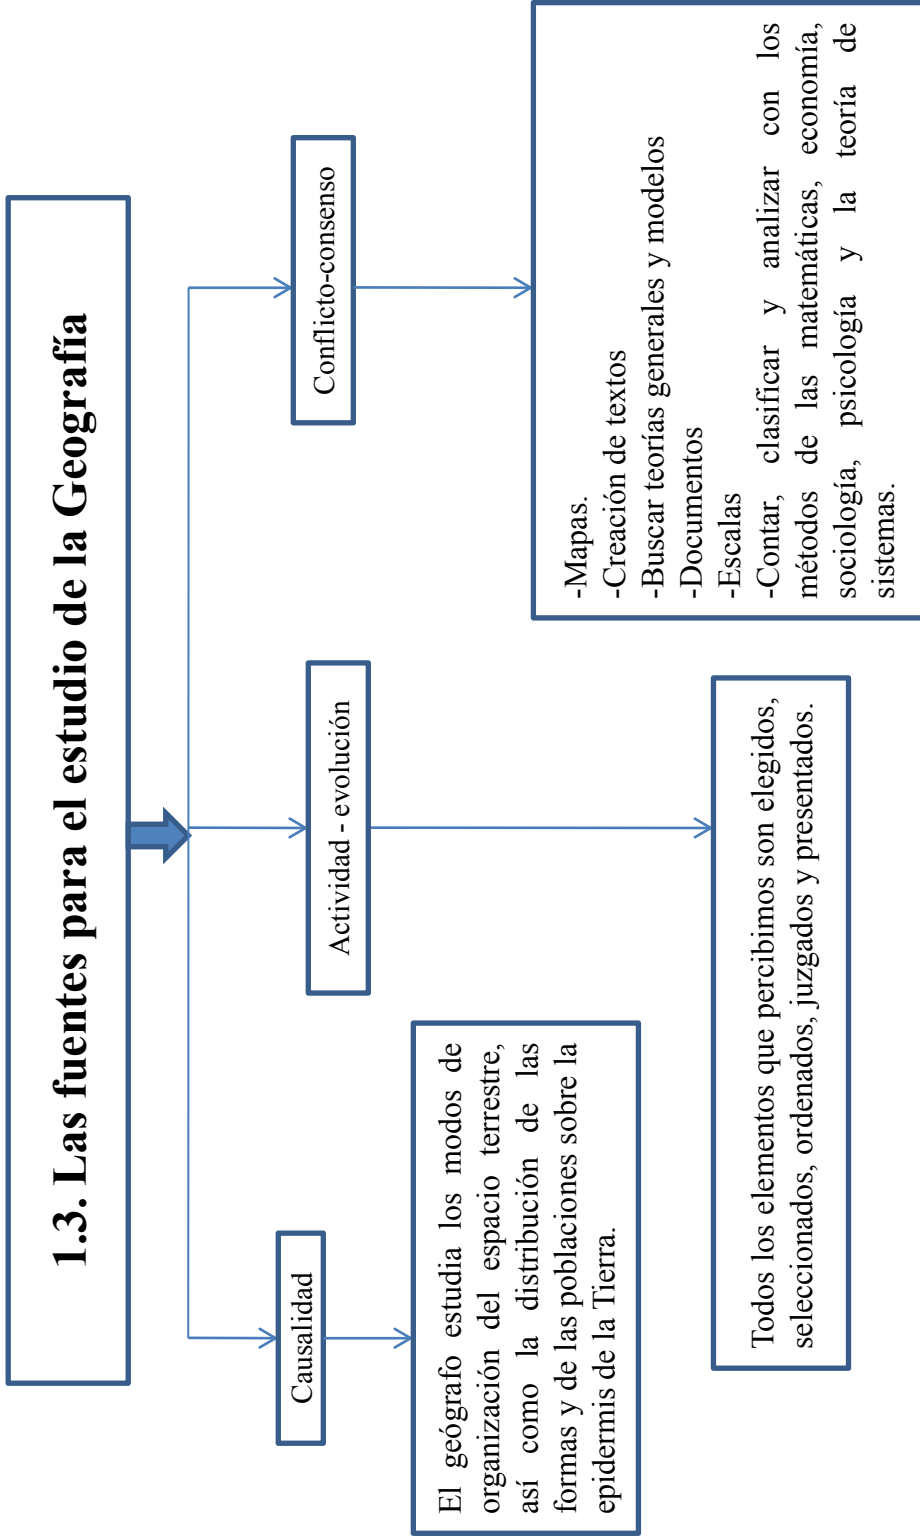 1.3. Las fuentes para el estudio de la Geografía
Causalidad
El geógrafo estudia los modos de
organización del espacio terrestre,
así como la distribución de las
formas y de las poblaciones sobre la
epidermis de la Tierra.
Actividad - evolución
Todos los elementos que percibimos son elegidos,
seleccionados, ordenados, juzgados y presentados.
Conflicto-consenso
-Mapas.
-Creación de textos
-Buscar teorías generales y modelos
-Documentos
-Escalas
-Contar, clasificar y analizar con los
métodos de las matemáticas, economía,
sociología, psicología y la teoría de
sistemas.